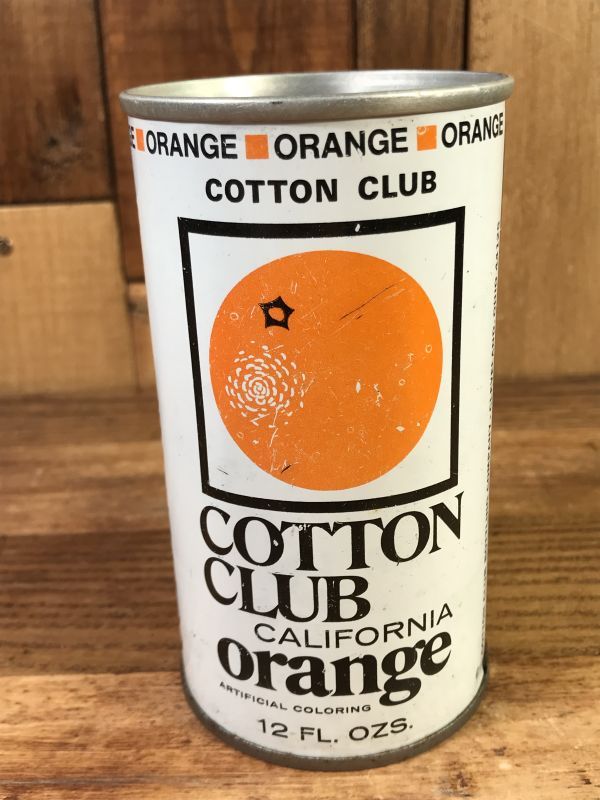 E ORANGE ORANGE ORANGE
COTTON CLUB
COTTON
CLUB
CALIFORNIA
orange
ARTIFICIAL COLORING
12 FL. OZS.